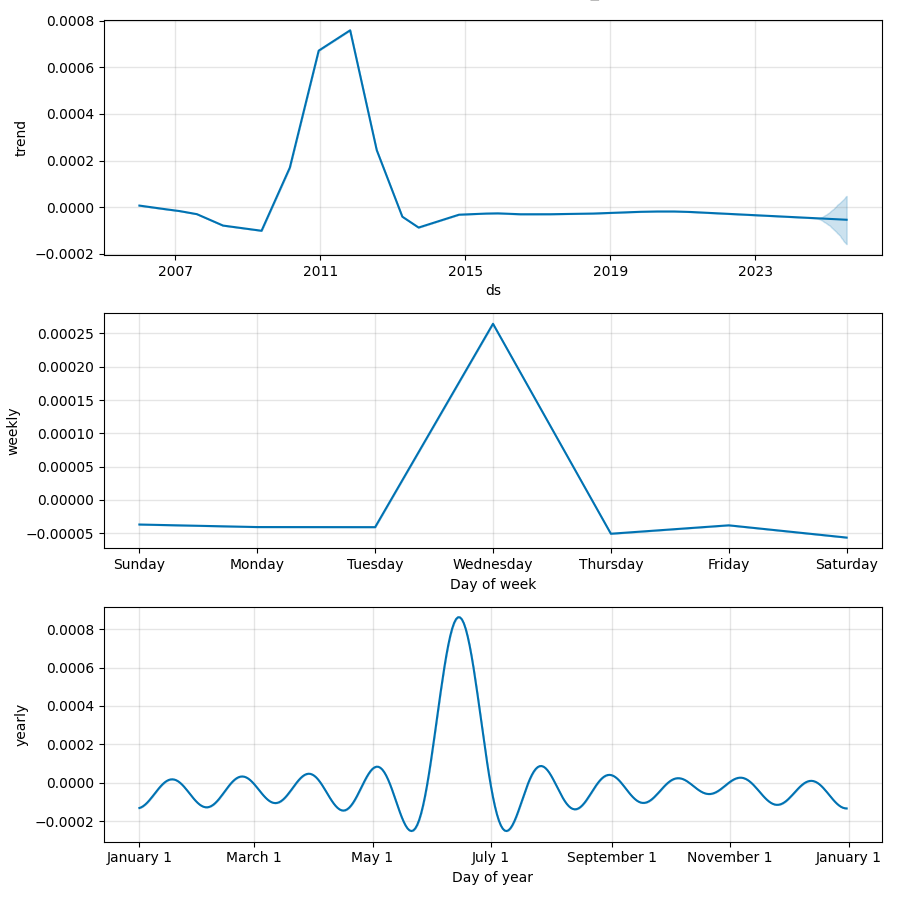 0.0008
0.0006
0.0004
0.0002
0.0000
−0.0002
trend
2007 2011 2015 2019 2023
ds
0.00025
0.00020
0.00015
0.00010
0.00005
0.00000
−0.00005
weekly
Sunday Monday Tuesday Wednesday Thursday Friday Saturday
Day of week
0.0008
0.0006
0.0004
0.0002
0.0000
−0.0002
yearly
January 1 March 1 May 1 July 1 September 1 November 1 January 1
Day of year